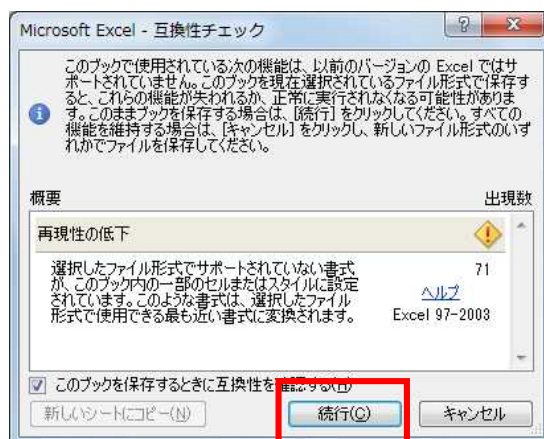 Microsoft Excel - 互換性チェック
このブックで使用されている次の機能は、以前のバージョンの Excel ではサ
ポートされていません。このブックを現在選択されているファイル形式で保存す
ると、これらの機能が失われるか、正常に実行されなくなる可能性がありま
す。このままブックを保存する場合は、[続行] をクリックしてください。すべての
機能を維持する場合は、[キャンセル] をクリックし、新しいファイル形式のいず
れかでファイルを保存してください。
概要 出現数
再現性の低下
選択したファイル形式でサポートされていない書式 71
が、このブック内の一部のセルまたはスタイルに設定 ヘルプ
されています。このような書式は、選択したファイル
形式で使用できる最も近い書式に変換されます。 Excel 97-2003
このブックを保存するときに互換性を確認する(H)
新しいシートにコピー(N) 続行(C) キャンセル